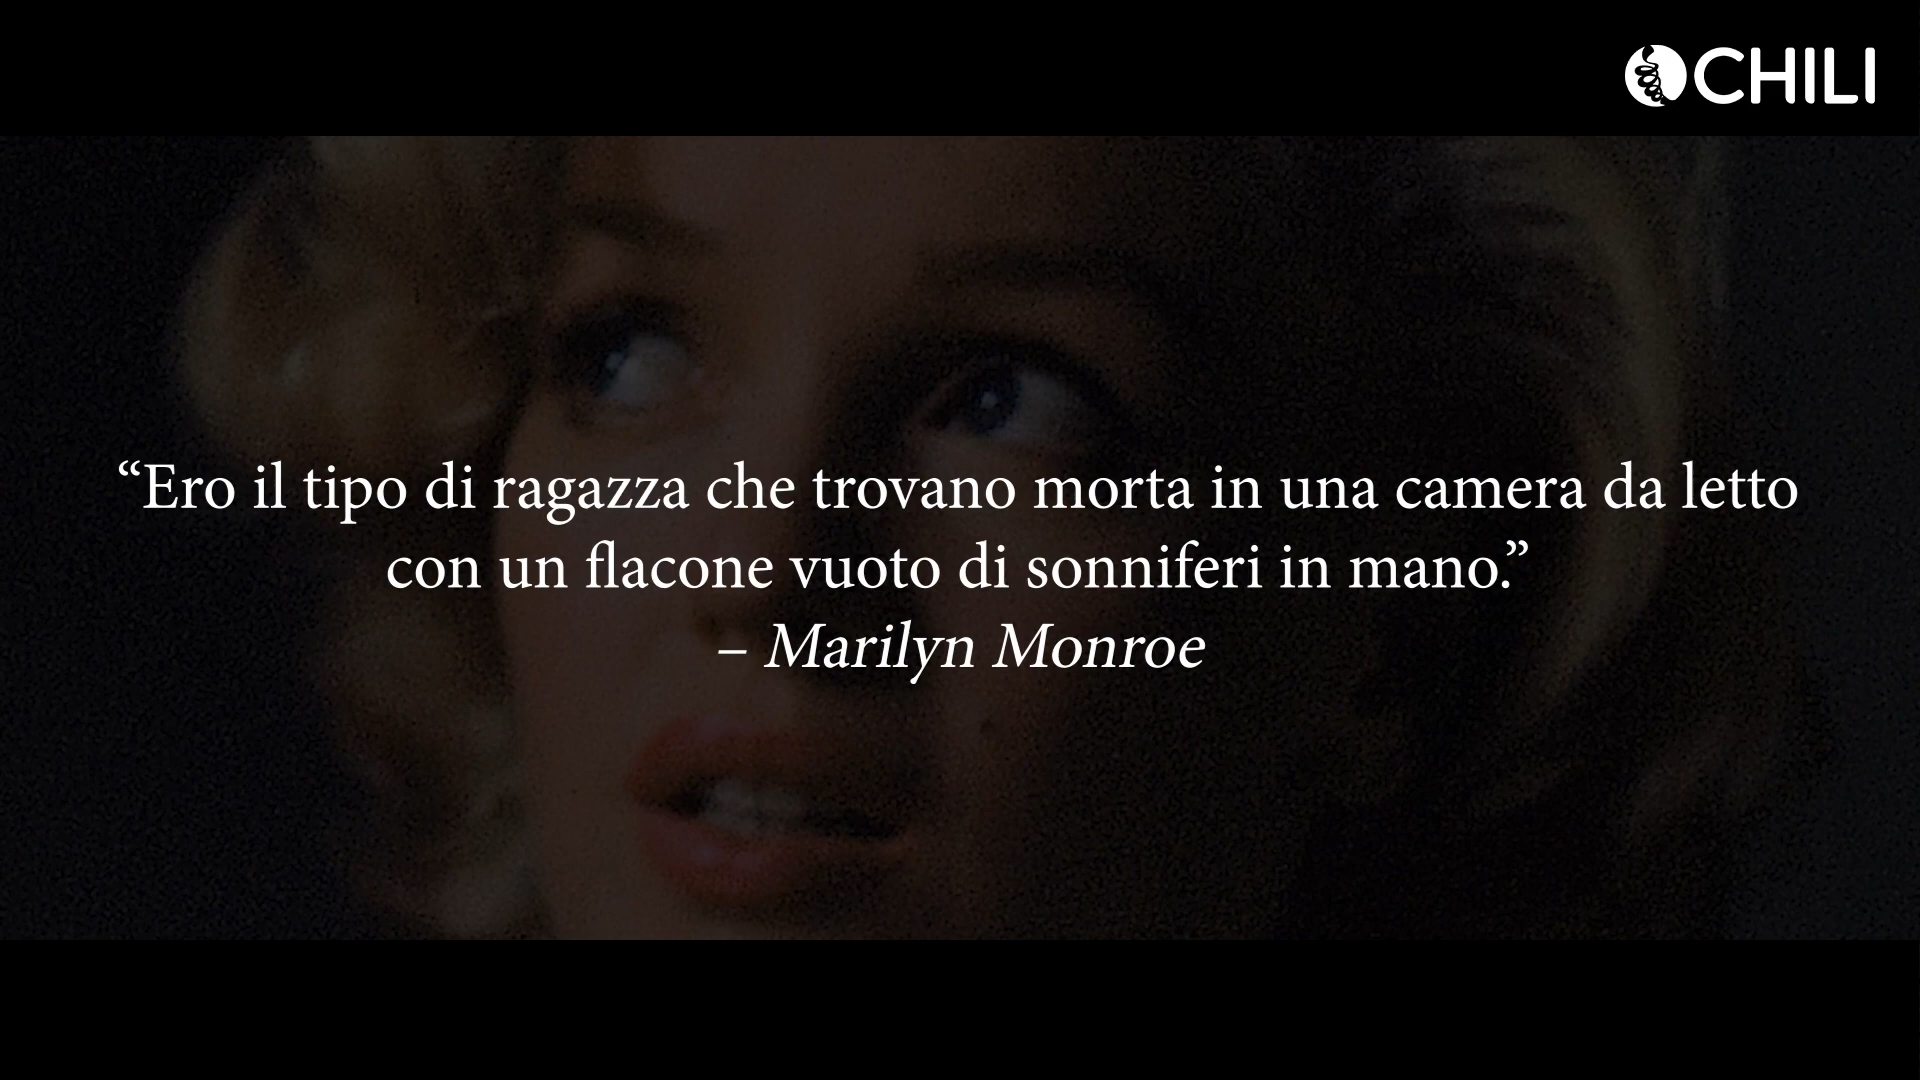 CHILI
“Ero il tipo di ragazza che trovano morta in una camera da letto
con un flacone vuoto di sonniferi in mano.”
– Marilyn Monroe